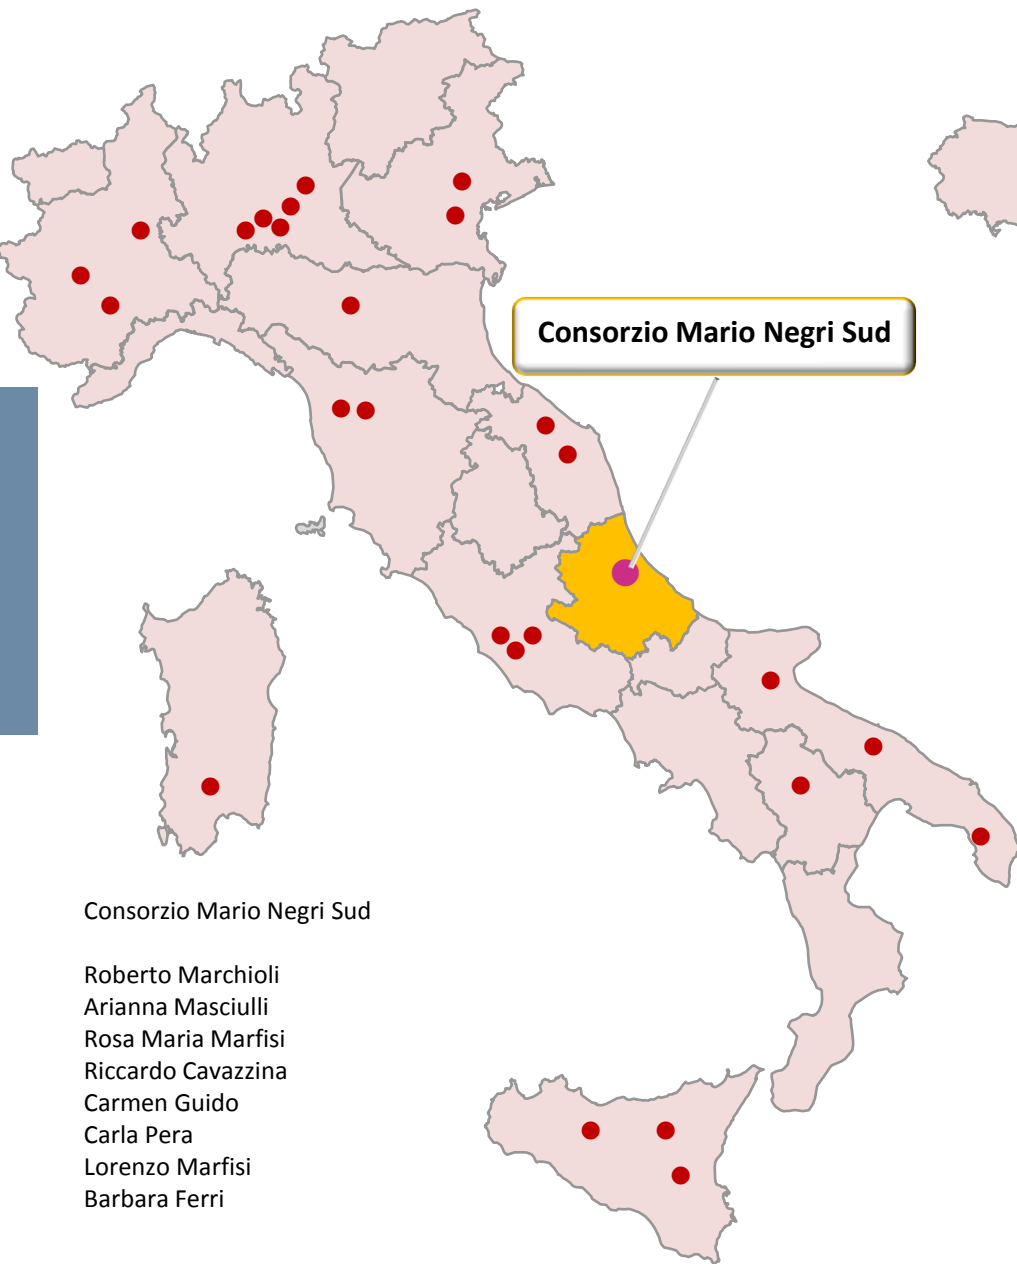 Consorzio Mario Negri Sud
Consorzio Mario Negri Sud
Roberto Marchioli
Arianna Masciulli
Rosa Maria Marfisi
Riccardo Cavazzina
Carmen Guido
Carla Pera
Lorenzo Marfisi
Barbara Ferri